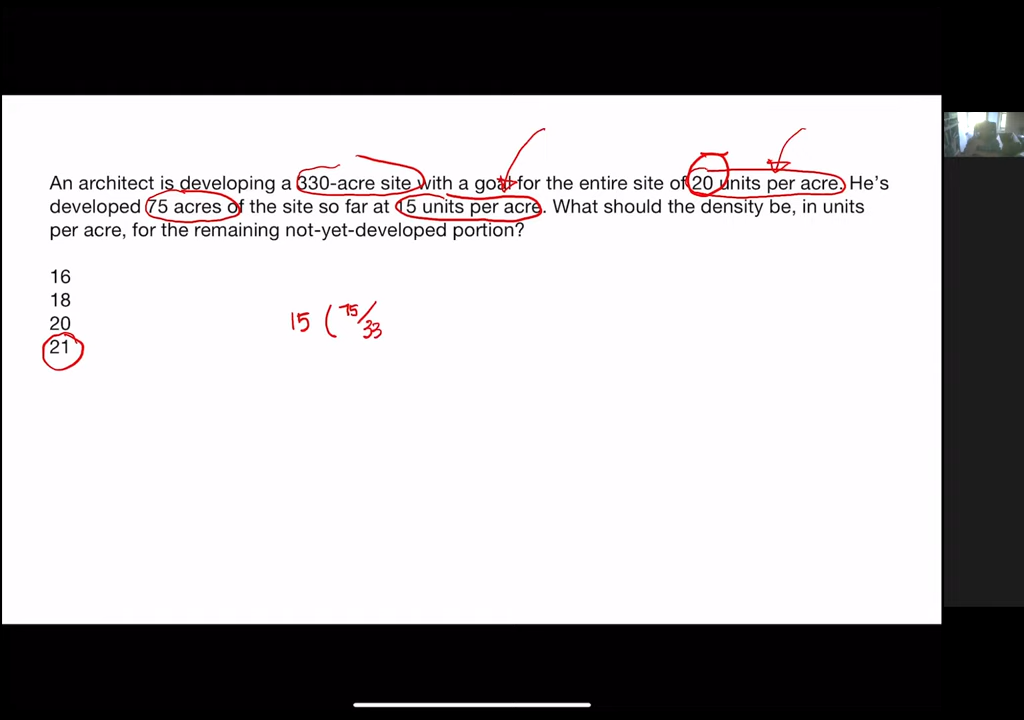 An architect is developing a 330-acre site with a goal for the entire site of 20 units per acre. He's
developed 75 acres of the site so far at 15 units per acre. What should the density be, in units
per acre, for the remaining not-yet-developed portion?
16
18
20
21
15 ( 75/33